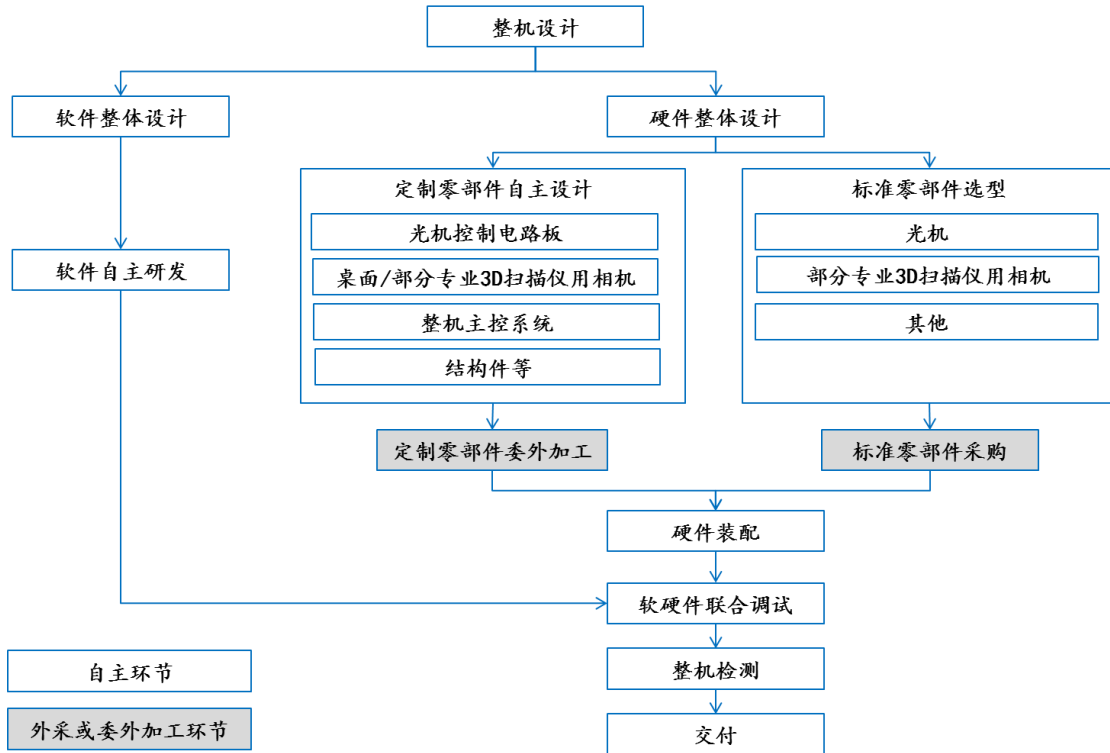 整机设计
软件整体设计
硬件整体设计
定制零部件自主设计
标准零部件选型
光机控制电路板
光机
软件自主研发
桌面/部分专业3D扫描仪用相机
部分专业3D扫描仪用相机
整机主控系统
其他
结构件等
定制零部件委外加工
标准零部件采购
硬件装配
软硬件联合调试
自主环节
整机检测
外采或委外加工环节
交付